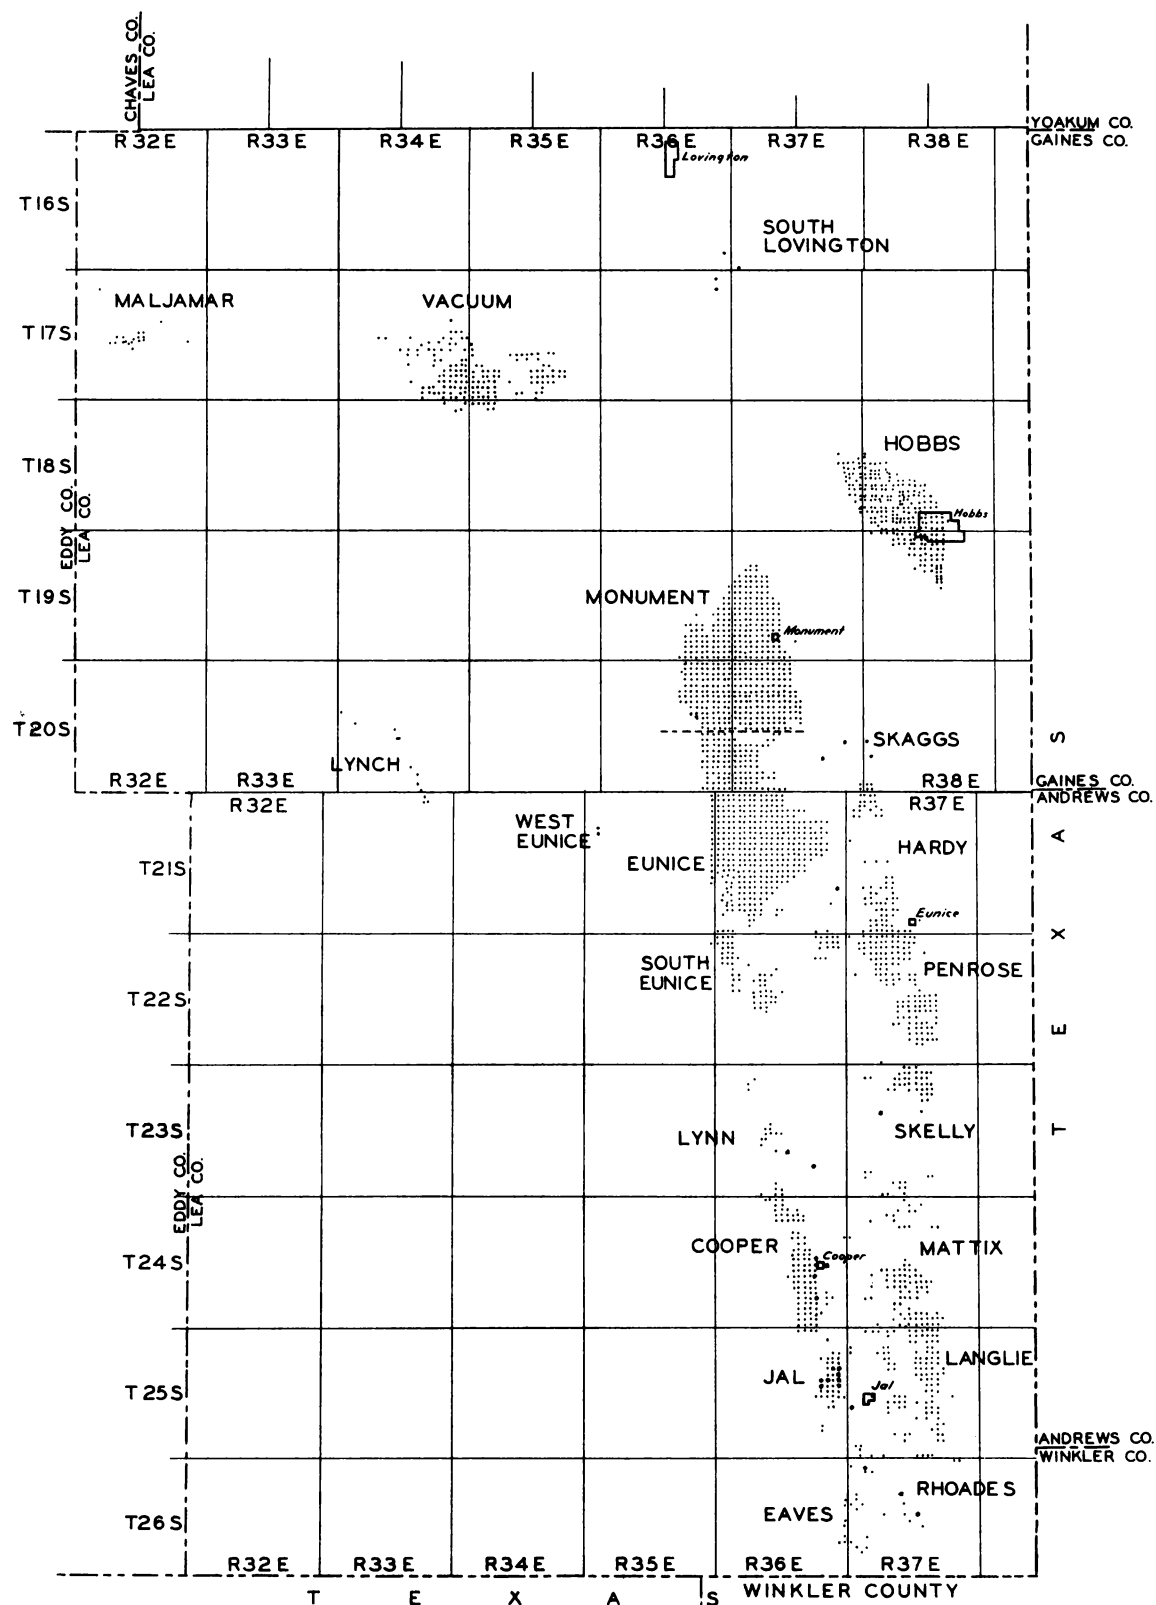 CHAVES CO.
LEA CO.
R32E R33E R34E R35E R36E R37E R38E
YOAKUM CO.
GAINES CO.
Lovington
T16S
SOUTH
LOVINGTON
MALJAMAR
VACUUM
T17S
HOBBS
T18S
Hobbs
EDDY CO.
LEA CO.
T19S
MONUMENT
Monument
T20S
SKAGGS
LYNCH
R32E R33E R38E
GAINES CO.
ANDREWS CO.
R32E R37E
WEST
EUNICE
HARDY
T21S
EUNICE
Eunice
SOUTH
EUNICE
PENROSE
T22S
T23S
LYNN
SKELLY
EDDY CO.
LEA CO.
COOPER
Cooper
MATTIX
T24S
LANGLIE
JAL
Jal
T25S
ANDREWS CO.
WINKLER CO.
RHOADES
EAVES
T26S
R32E R33E R34E R35E R36E R37E
TEXAS
WINKLER COUNTY
TEXAS